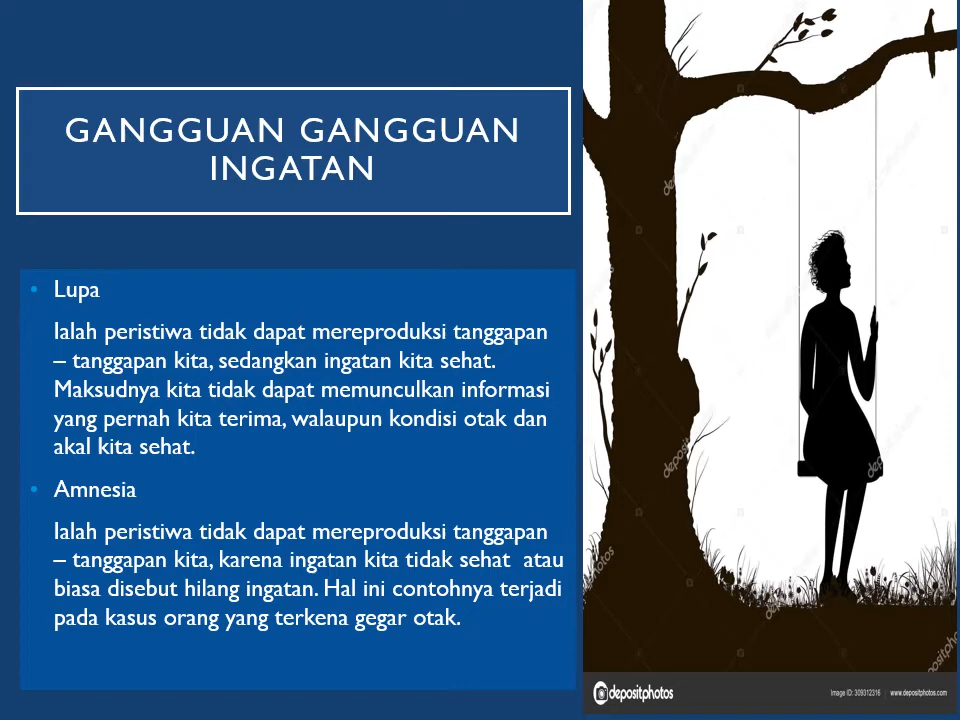 GANGGUAN GANGGUAN
INGATAN
• Lupa
Ialah peristiwa tidak dapat mereproduksi tanggapan
– tanggapan kita, sedangkan ingatan kita sehat.
Maksudnya kita tidak dapat memunculkan informasi
yang pernah kita terima, walaupun kondisi otak dan
akal kita sehat.
• Amnesia
Ialah peristiwa tidak dapat mereproduksi tanggapan
– tanggapan kita, karena ingatan kita tidak sehat  atau
biasa disebut hilang ingatan. Hal ini contohnya terjadi
pada kasus orang yang terkena gegar otak.
depositphotos
Image ID: 309312316 | www.depositphotos.com